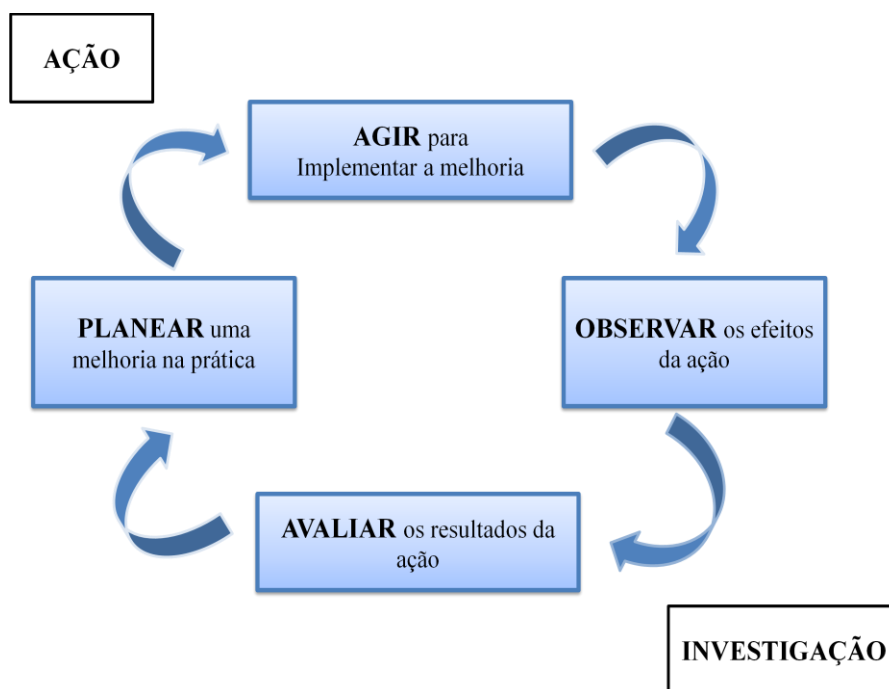 AÇÃO
AGIR para
Implementar a melhoria
PLANEAR uma
melhoria na prática
OBSERVAR os efeitos
da ação
AVALIAR os resultados da
ação
INVESTIGAÇÃO